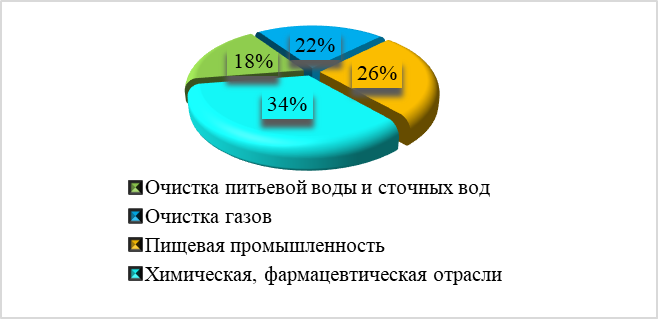 22%
18%
26%
34%
Очистка питьевой воды и сточных вод
Очистка газов
Пищевая промышленность
Химическая, фармацевтическая отрасли